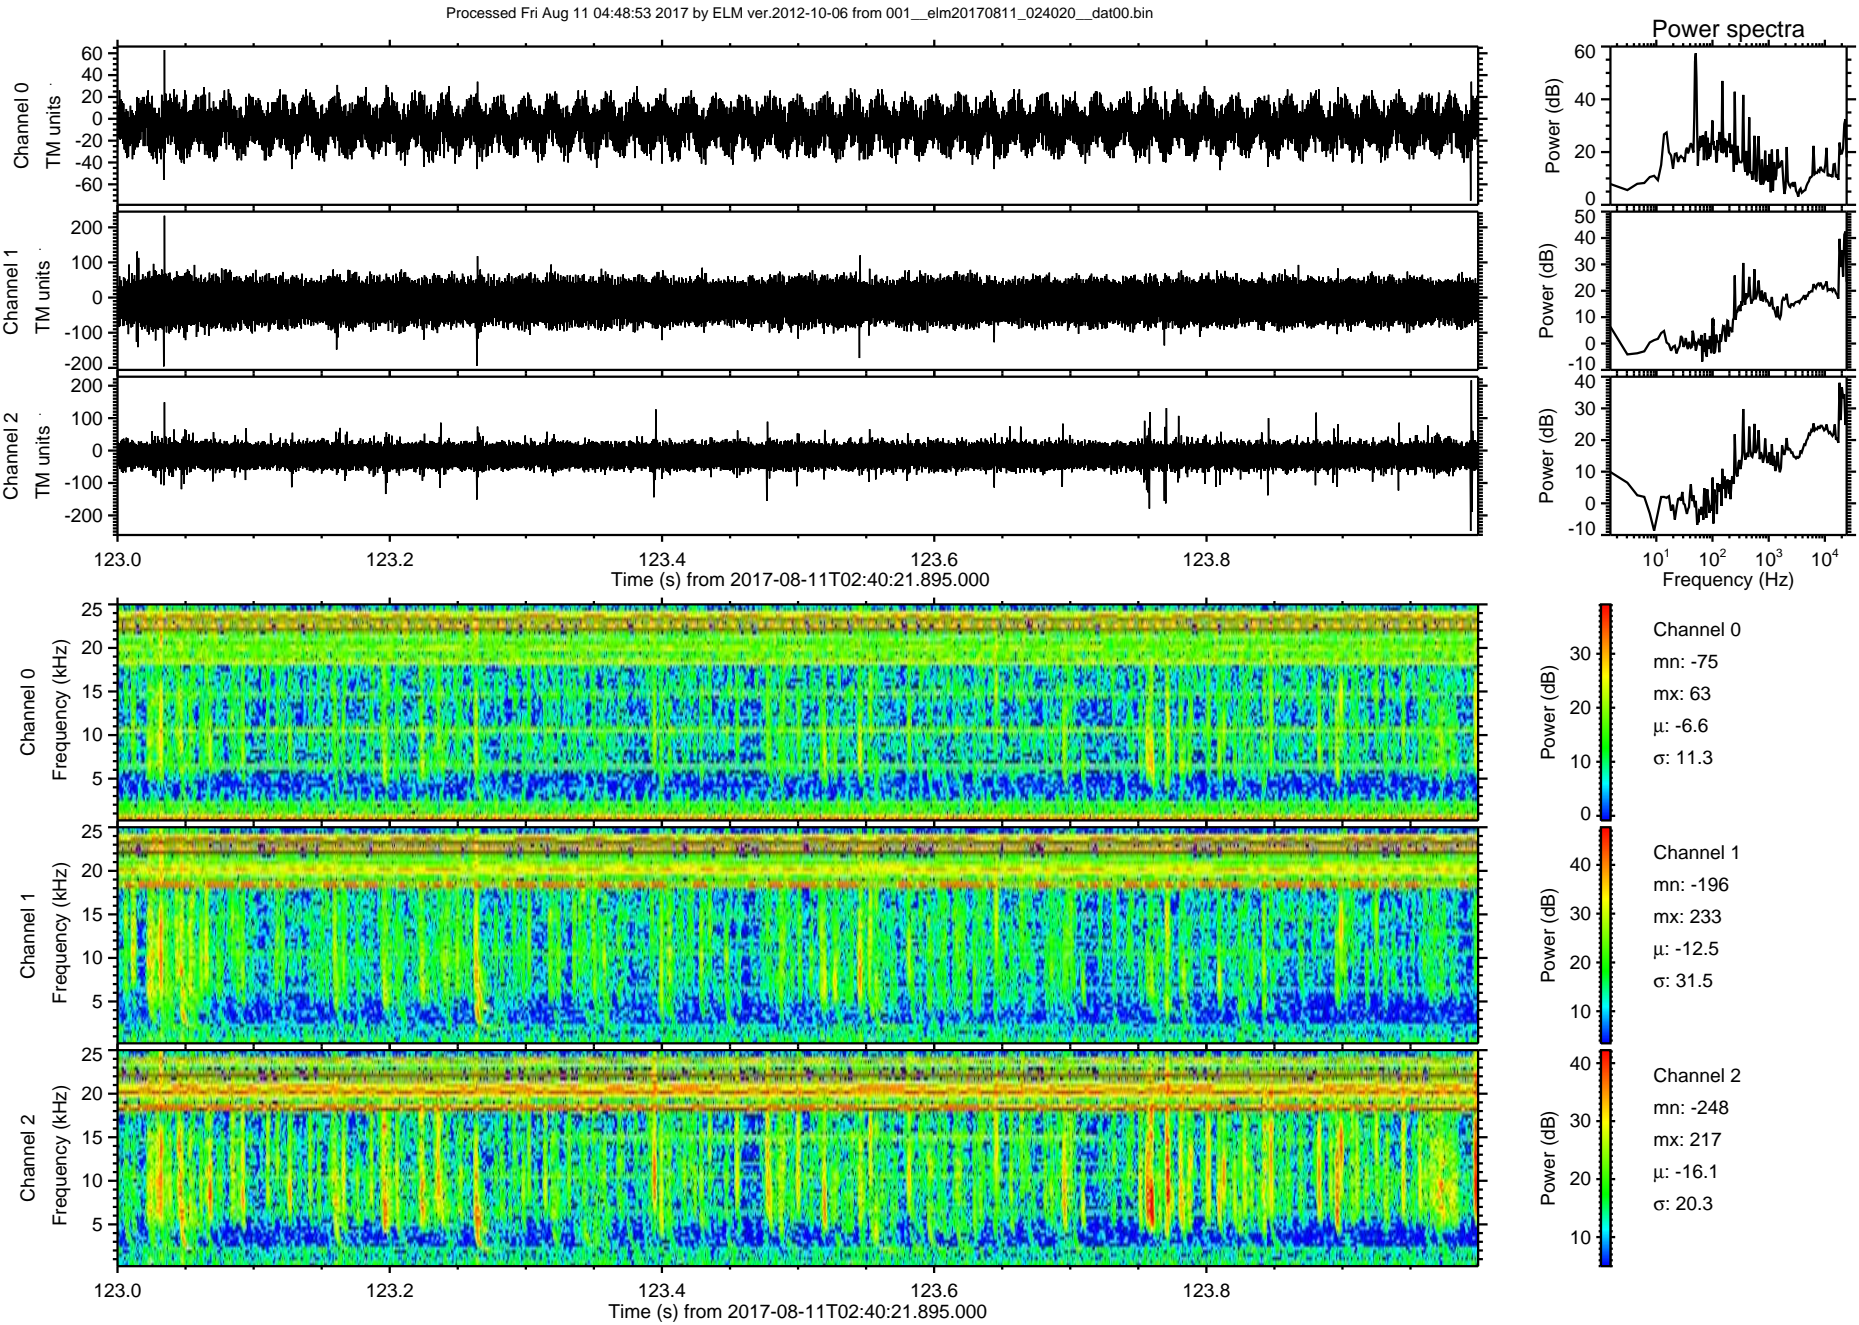 Processed Fri Aug 11 04:48:53 2017 by ELM ver.2012-10-06 from 001__elm20170811_024020__dat00.bin
Power spectra
Channel 0
TM units
60
40
20
0
-20
-40
-60
Power (dB)
60
40
20
0
Channel 1
TM units
200
100
0
-100
-200
Power (dB)
50
40
30
20
10
0
-10
Channel 2
TM units
200
100
0
-100
-200
Power (dB)
40
30
20
10
0
-10
123.0 123.2 123.4 123.6 123.8
Time (s) from 2017-08-11T02:40:21.895.000
10^1 10^2 10^3 10^4
Frequency (Hz)
Channel 0
Frequency (kHz)
25
20
15
10
5
Power (dB)
30
20
10
0
Channel 0
mn: -75
mx: 63
μ: -6.6
σ: 11.3
Channel 1
Frequency (kHz)
25
20
15
10
5
Power (dB)
40
30
20
10
Channel 1
mn: -196
mx: 233
μ: -12.5
σ: 31.5
Channel 2
Frequency (kHz)
25
20
15
10
5
Power (dB)
40
30
20
10
Channel 2
mn: -248
mx: 217
μ: -16.1
σ: 20.3
123.0 123.2 123.4 123.6 123.8
Time (s) from 2017-08-11T02:40:21.895.000